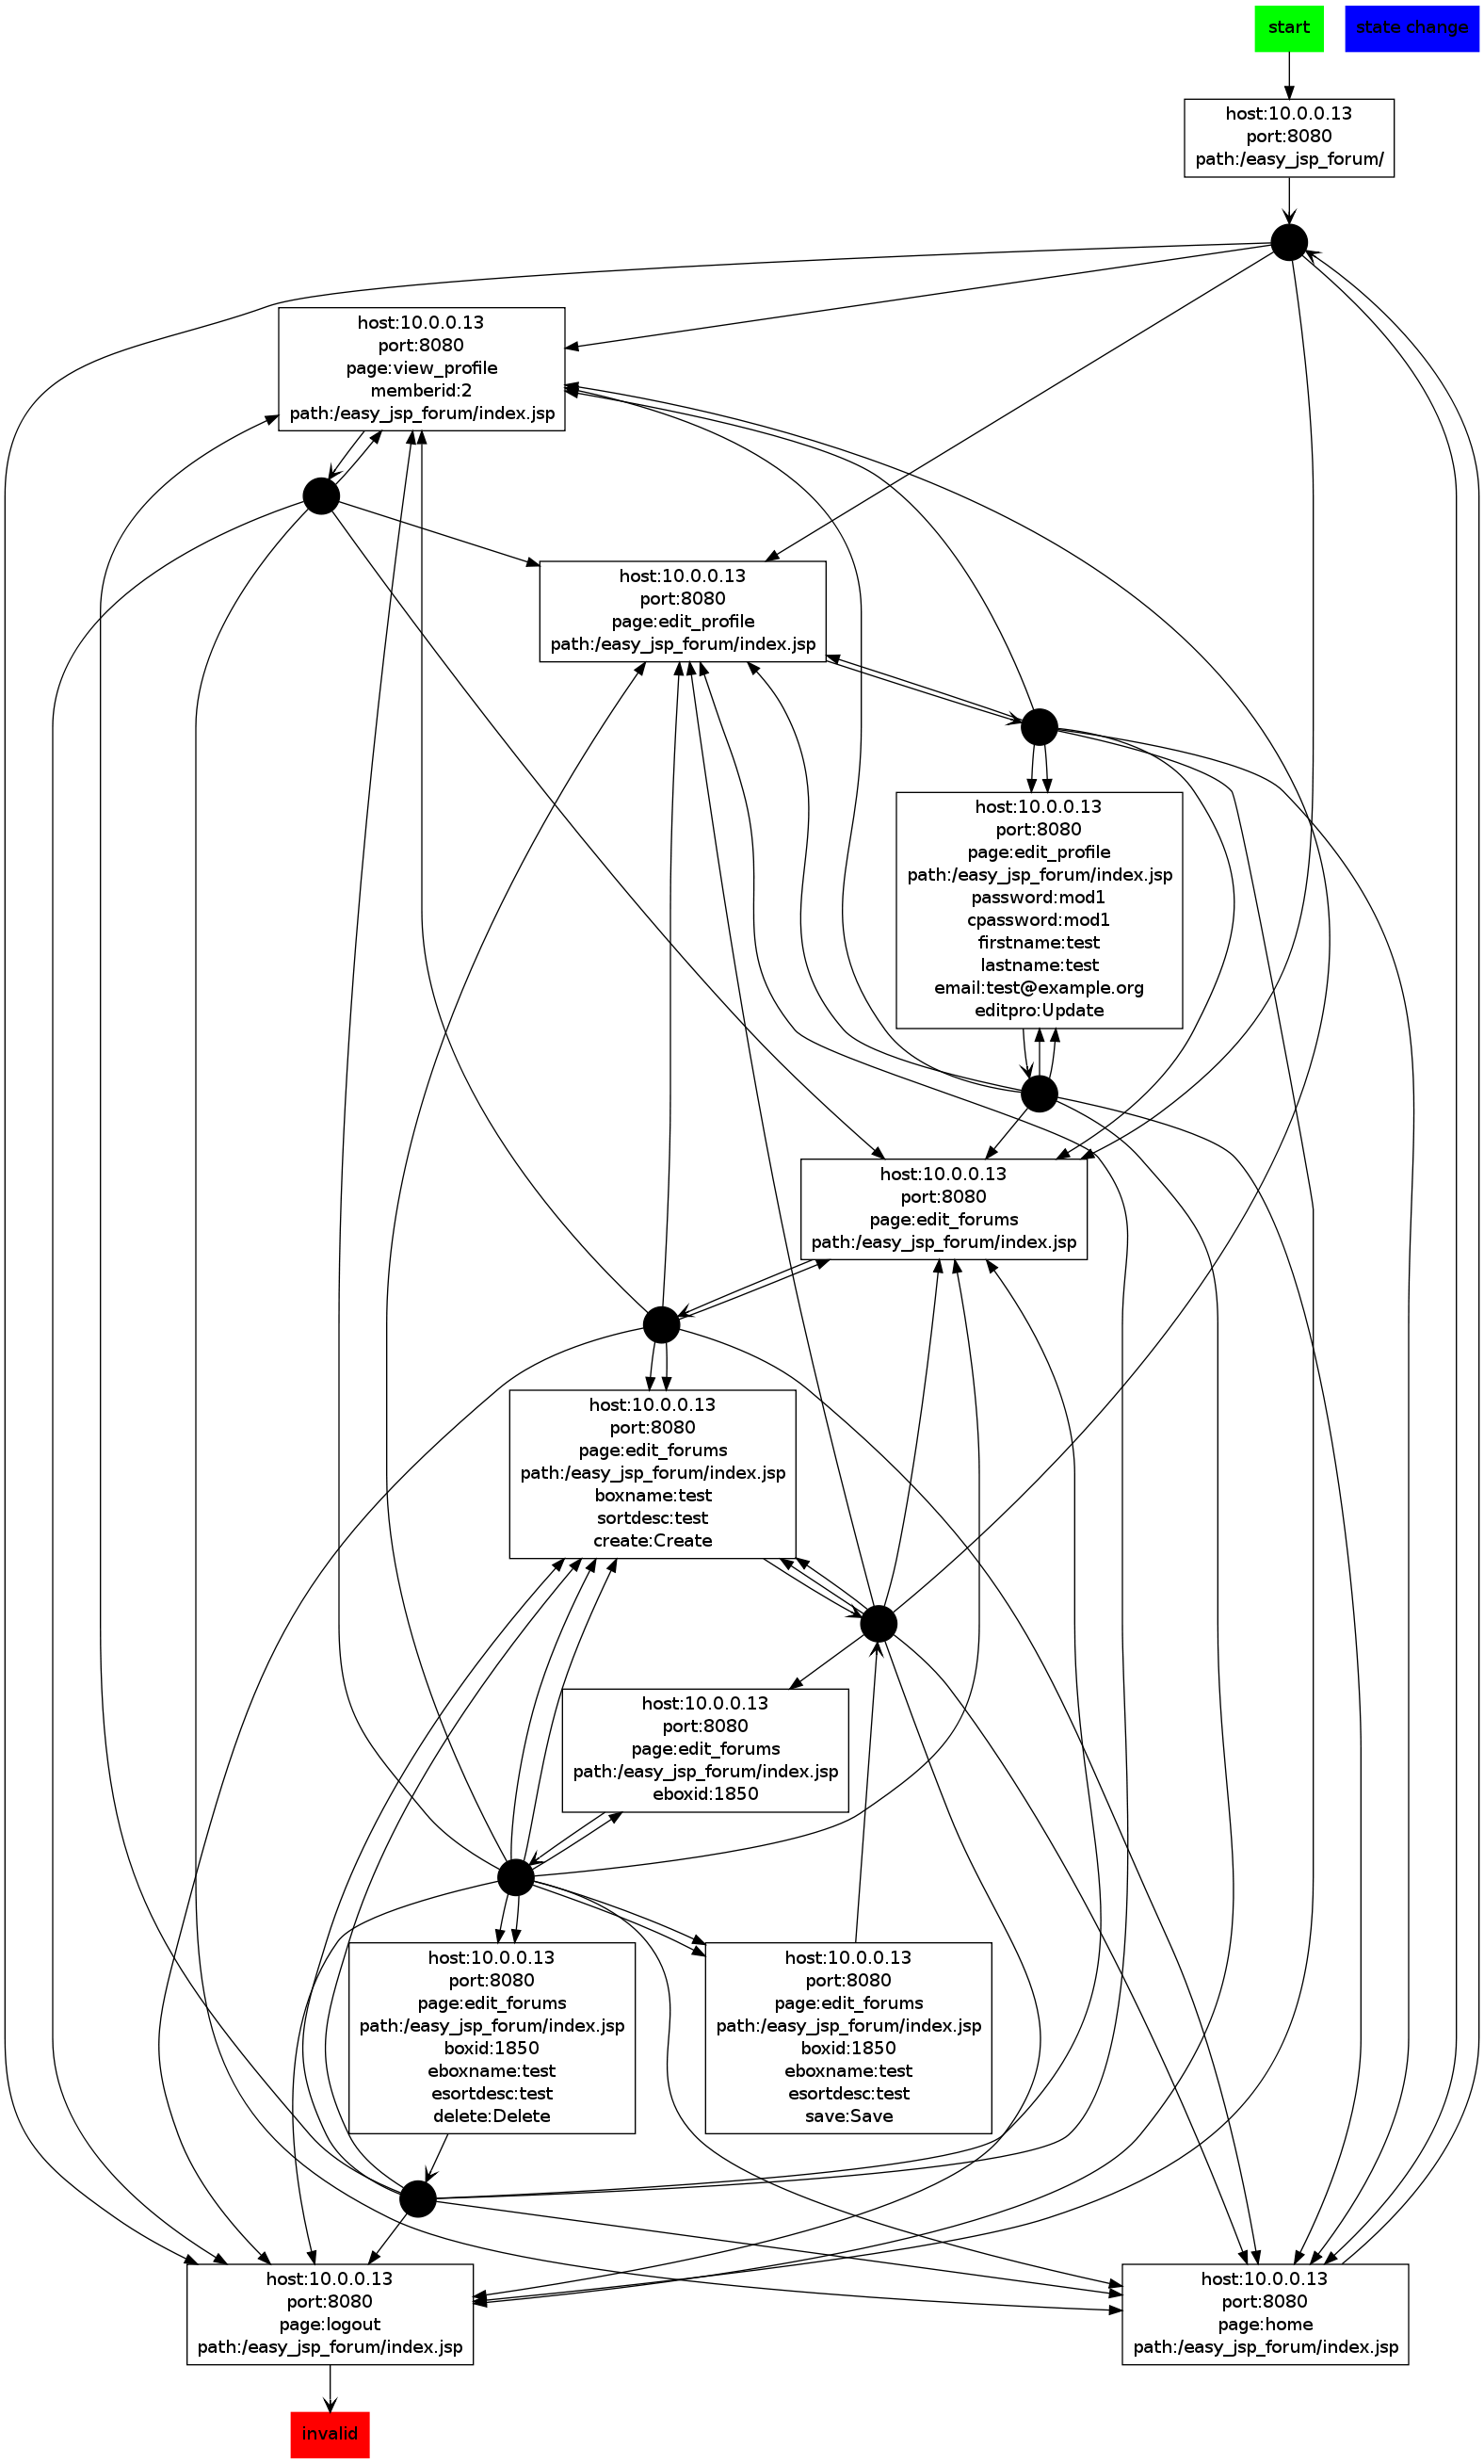 start
state change
host:10.0.0.13
port:8080
path:/easy_jsp_forum/
host:10.0.0.13
port:8080
page:view_profile
memberid:2
path:/easy_jsp_forum/index.jsp
host:10.0.0.13
port:8080
page:edit_profile
path:/easy_jsp_forum/index.jsp
host:10.0.0.13
port:8080
page:edit_profile
path:/easy_jsp_forum/index.jsp
password:mod1
cpassword:mod1
firstname:test
lastname:test
email:test@example.org
editpro:Update
host:10.0.0.13
port:8080
page:edit_forums
path:/easy_jsp_forum/index.jsp
host:10.0.0.13
port:8080
page:edit_forums
path:/easy_jsp_forum/index.jsp
boxname:test
sortdesc:test
create:Create
host:10.0.0.13
port:8080
page:edit_forums
path:/easy_jsp_forum/index.jsp
eboxid:1850
host:10.0.0.13
port:8080
page:edit_forums
path:/easy_jsp_forum/index.jsp
boxid:1850
eboxname:test
esortdesc:test
delete:Delete
host:10.0.0.13
port:8080
page:edit_forums
path:/easy_jsp_forum/index.jsp
boxid:1850
eboxname:test
esortdesc:test
save:Save
host:10.0.0.13
port:8080
page:logout
path:/easy_jsp_forum/index.jsp
host:10.0.0.13
port:8080
page:home
path:/easy_jsp_forum/index.jsp
invalid